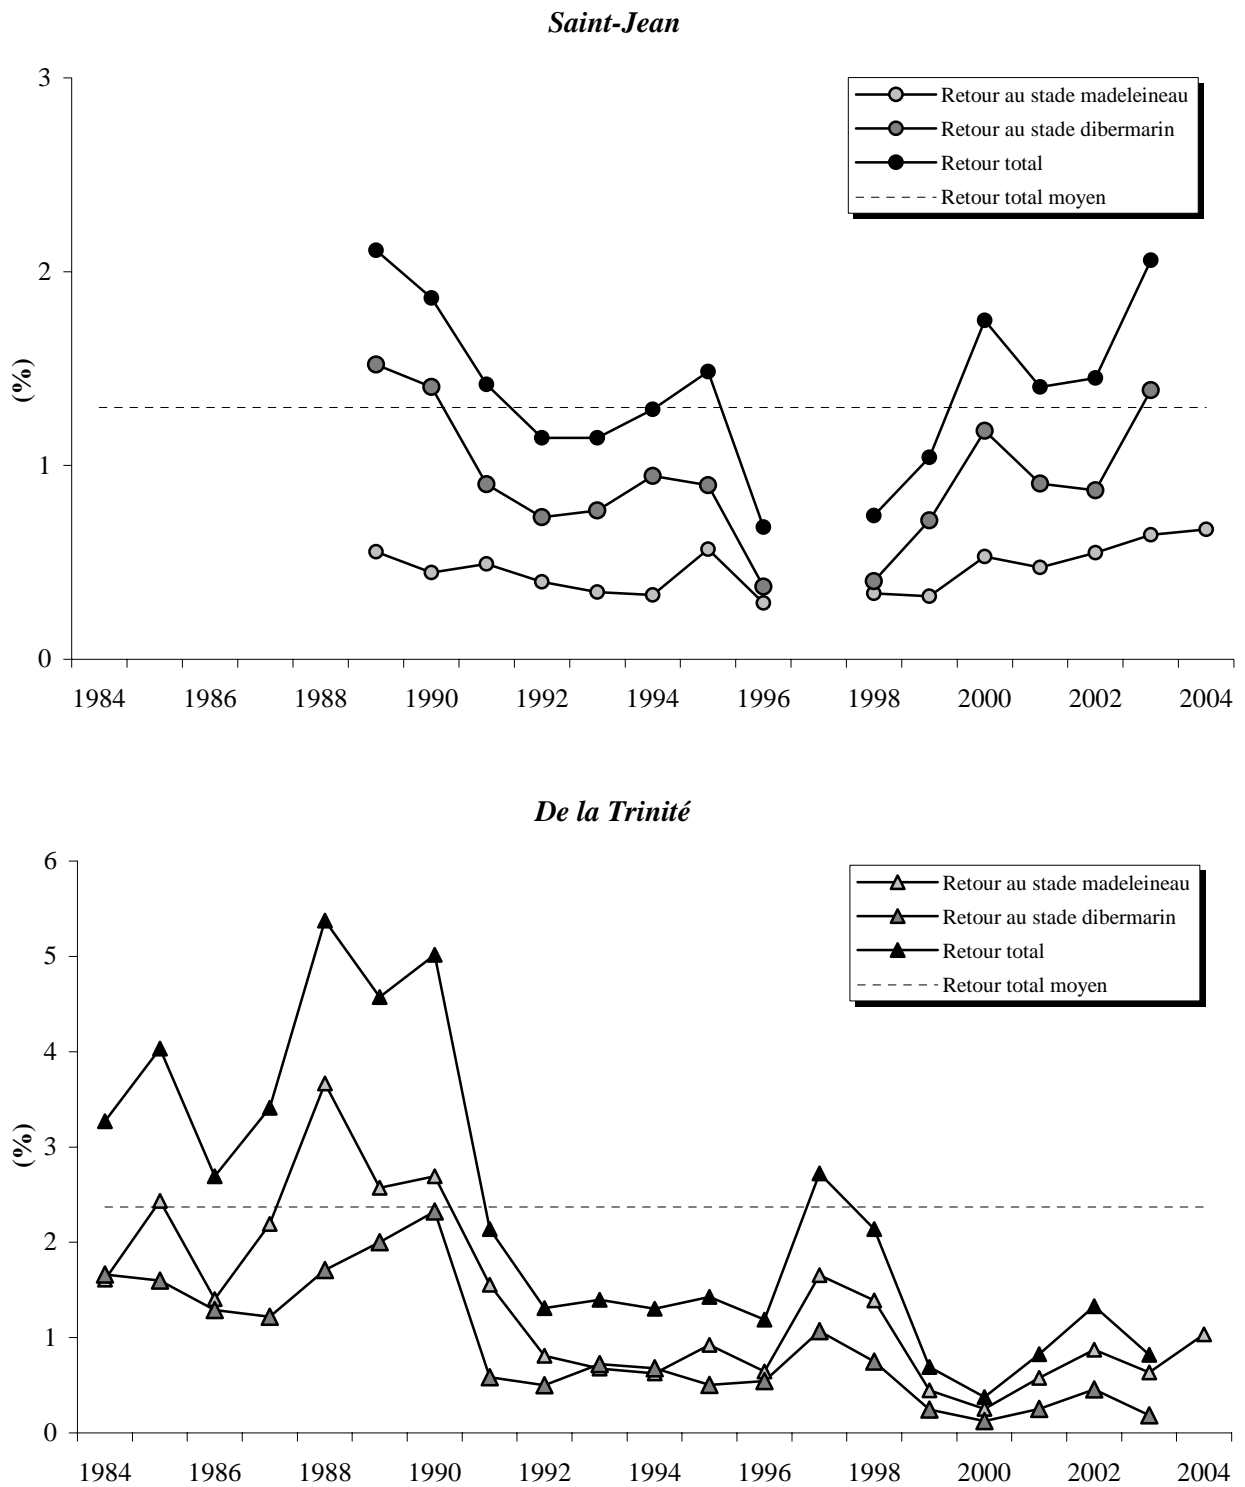 Saint-Jean
3
Retour au stade madeleineau
Retour au stade dibermarin
Retour total
Retour total moyen
2
(%)
1
0
1984 1986 1988 1990 1992 1994 1996 1998 2000 2002 2004
De la Trinité
6
Retour au stade madeleineau
Retour au stade dibermarin
Retour total
Retour total moyen
5
4
3
(%)
2
1
0
1984 1986 1988 1990 1992 1994 1996 1998 2000 2002 2004